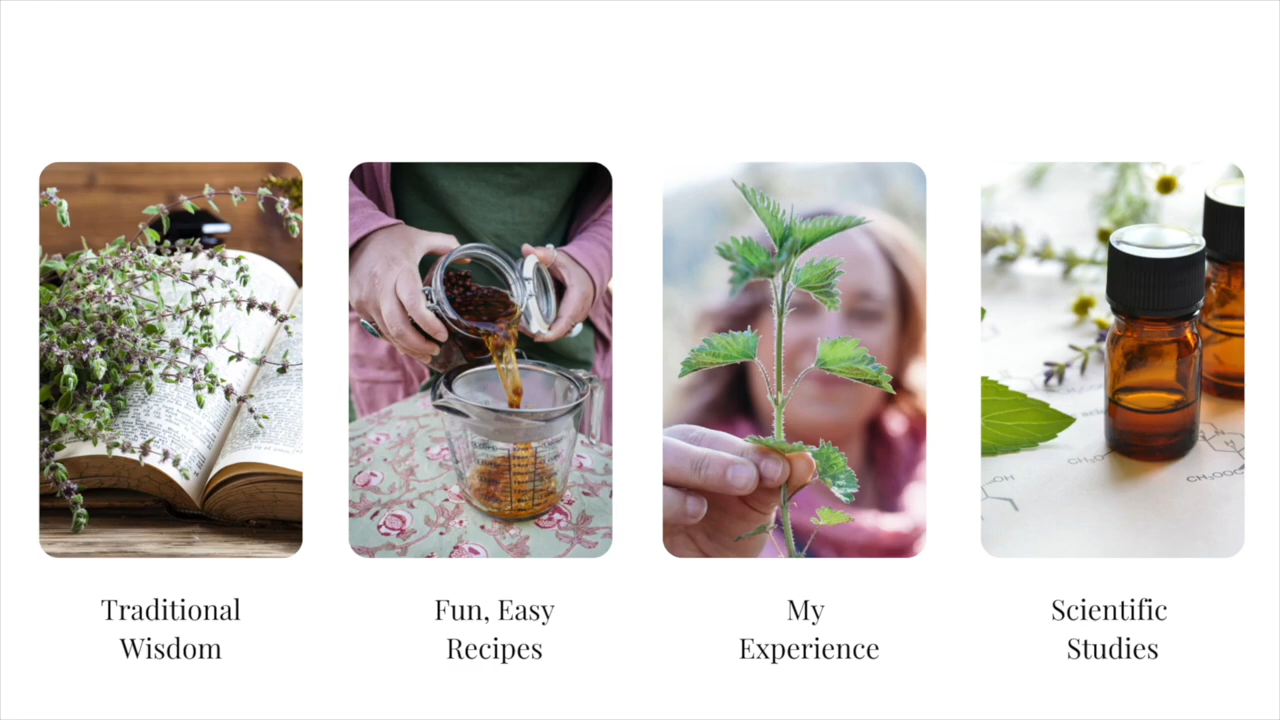 Traditional
Wisdom
Fun, Easy
Recipes
My
Experience
Scientific
Studies